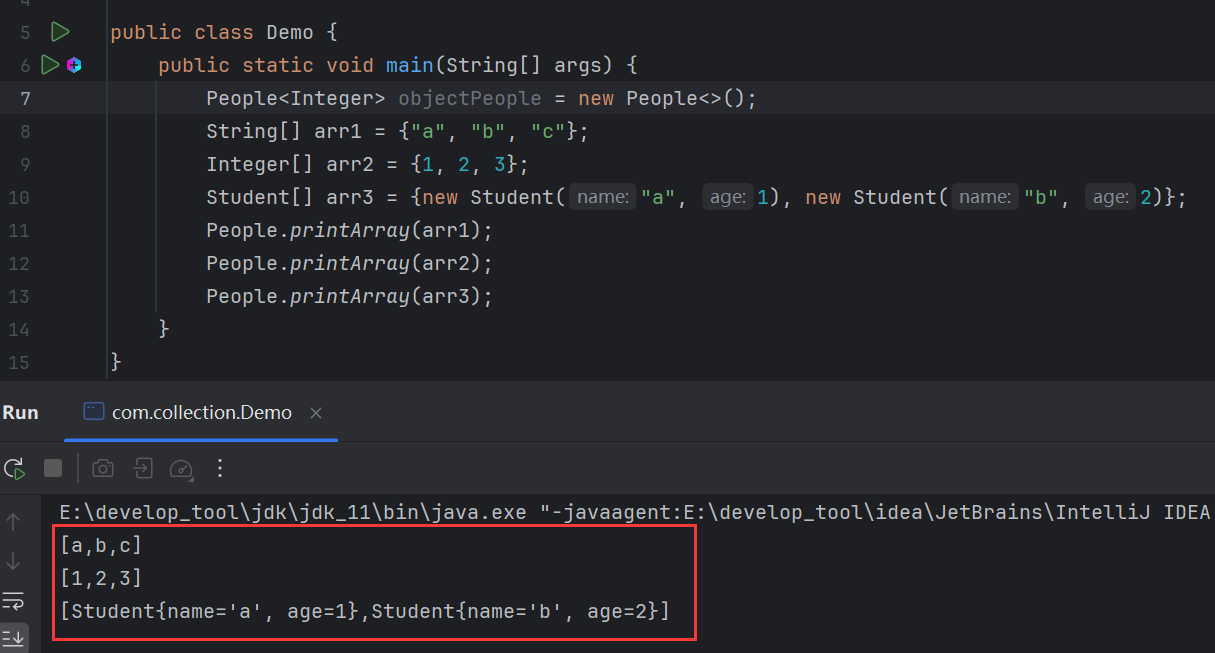 5 public class Demo {
6 public static void main(String[] args) {
7 People<Integer> objectPeople = new People<>();
8 String[] arr1 = {"a", "b", "c"};
9 Integer[] arr2 = {1, 2, 3};
10 Student[] arr3 = {new Student( name: "a", age: 1), new Student( name: "b", age: 2)};
11 People.printArray(arr1);
12 People.printArray(arr2);
13 People.printArray(arr3);
14 }
15 }
Run com.collection.Demo ×
E:\develop_tool\jdk\jdk_11\bin\java.exe "-javaagent:E:\develop_tool\idea\JetBrains\IntelliJ IDEA
[a,b,c]
[1,2,3]
[Student{name='a', age=1},Student{name='b', age=2}]